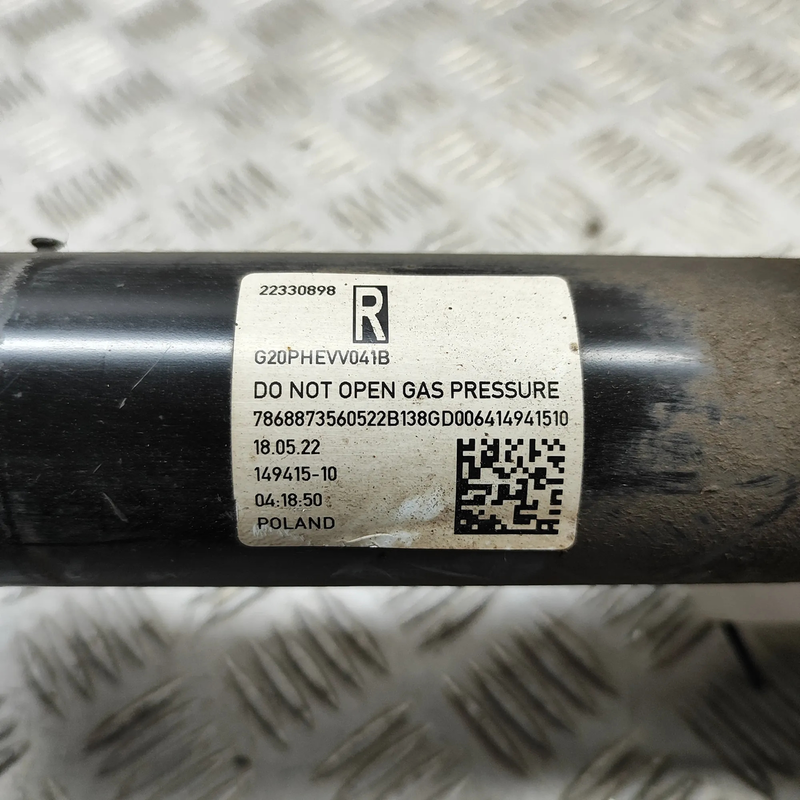 22330898
R
G20PHEVV041B
DO NOT OPEN GAS PRESSURE
7868873560522B138GD006414941510
18.05.22
149415-10
04:18:50
POLAND